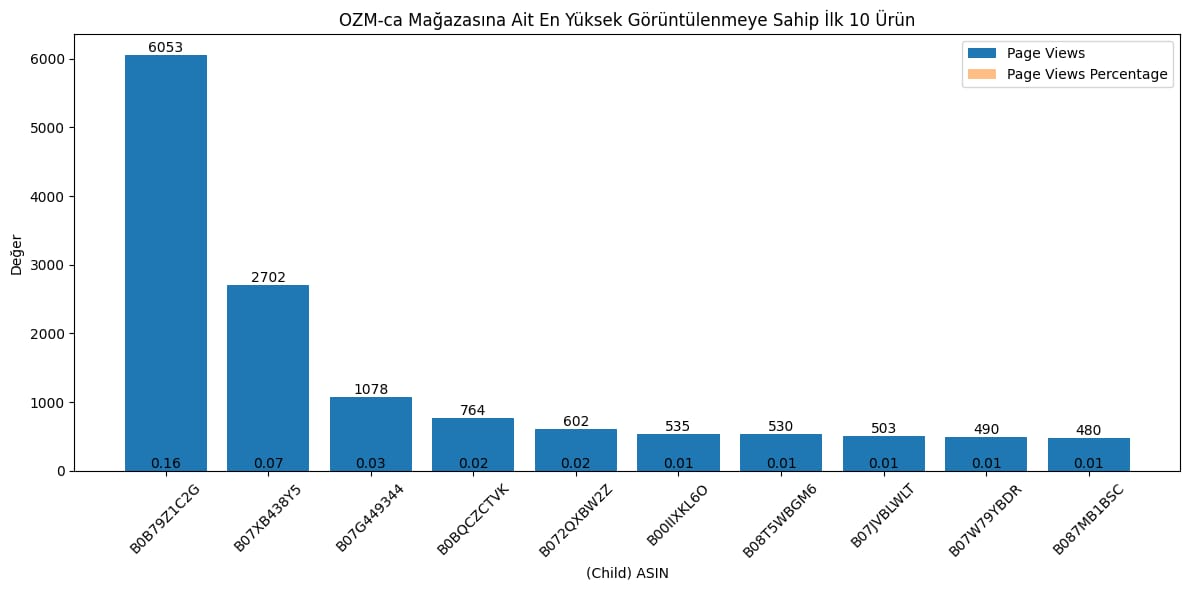 OZM-ca Mağazasına Ait En Yüksek Görüntülenmeye Sahip İlk 10 Ürün
Page Views
Page Views Percentage
Değer
6000
5000
4000
3000
2000
1000
0
6053
2702
1078
764
602
535
530
503
490
480
0.16
0.07
0.03
0.02
0.02
0.01
0.01
0.01
0.01
0.01
B0B79Z1C2G
B07XB438Y5
B07G449344
B0BQCZCTVK
B072QXBW2Z
B00IIXKL6O
B08T5WBGM6
B07JVBLWLT
B07W79YBDR
B087MB1BSC
(Child) ASIN